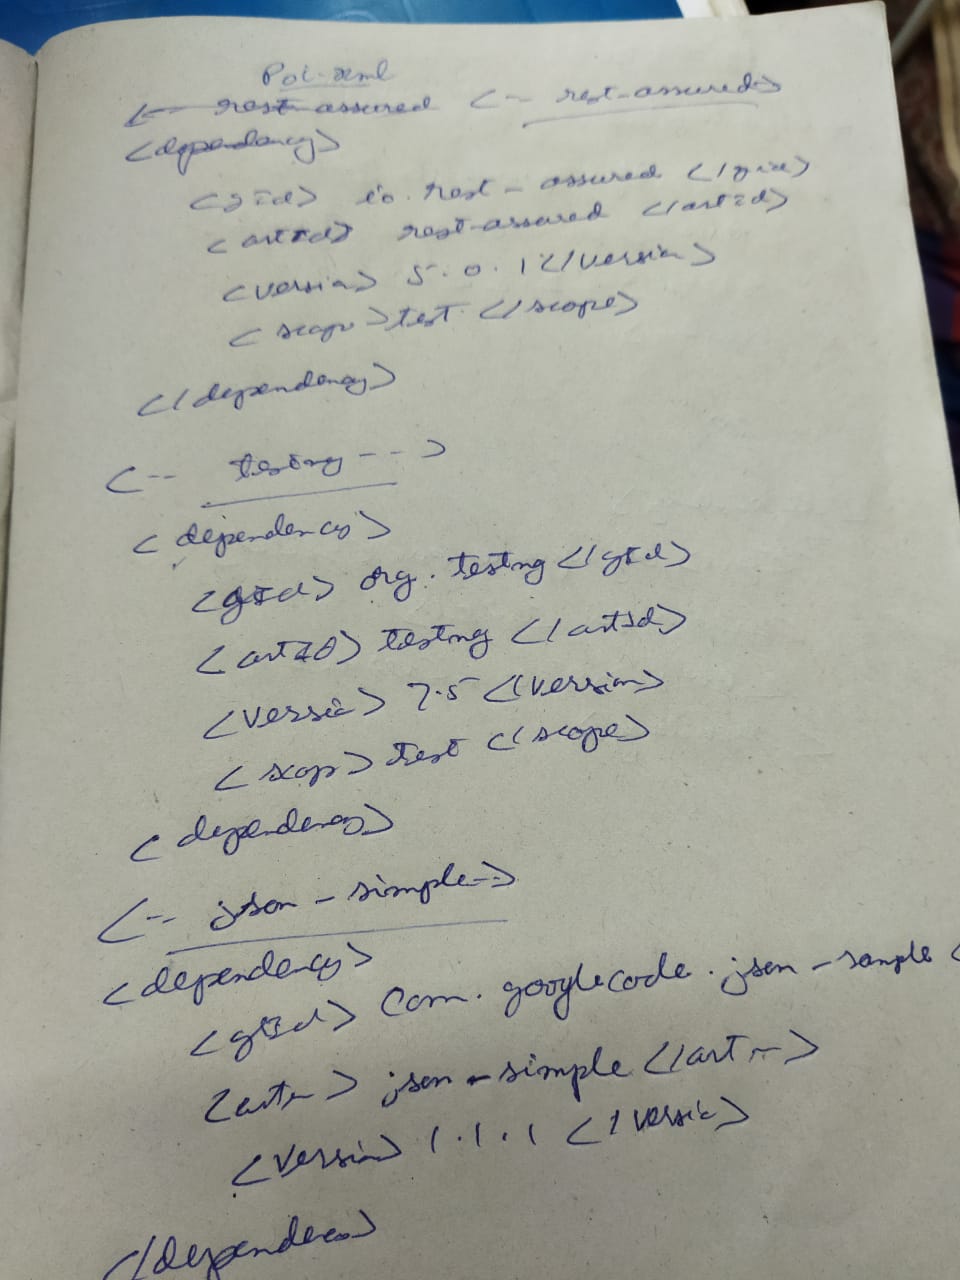 Poi-xml
<-- rest-assured <-- rest-assured>
<dependency>
<gId> io.rest-assured </gId>
<artId> rest-assured </artId>
<version> 5.0.1 </version>
<scope> test </scope>
</dependency>
<-- testng -->
<dependency>
<gId> org.testng </gId>
<artId> testng </artId>
<version> 7.5 </version>
<scop> test </scope>
<dependency>
<-- json-simple-->
<dependency>
<gId> com.googlecode.json-simple <
<art~> json-simple </art~>
<version> 1.1.1 </version>
</dependency>